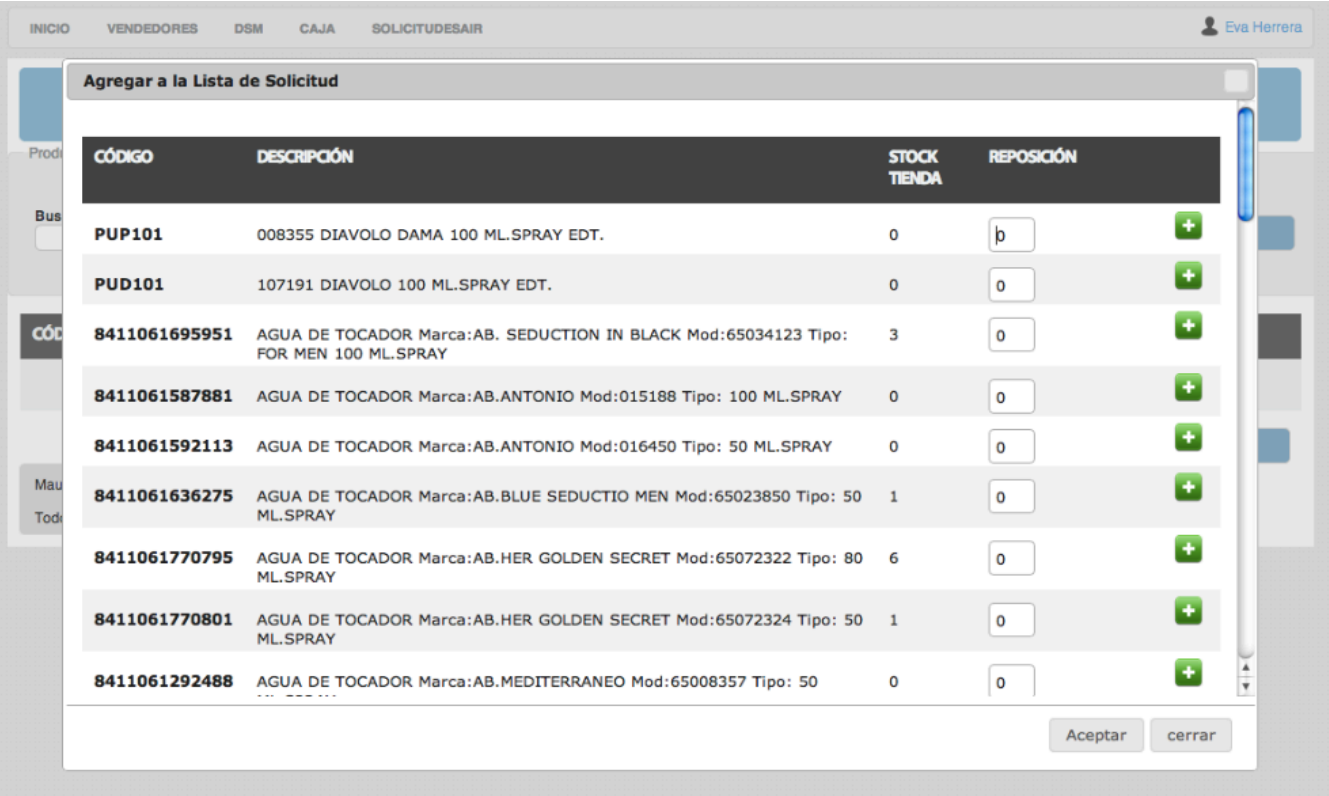 INICIO VENDEDORES DSM CAJA SOLICITUDESAIR Eva Herrera
Agregar a la Lista de Solicitud
CÓDIGO DESCRIPCIÓN STOCK TIENDA REPOSICIÓN
PUP101 008355 DIAVOLO DAMA 100 ML.SPRAY EDT. 0 0
PUD101 107191 DIAVOLO 100 ML.SPRAY EDT. 0 0
8411061695951 AGUA DE TOCADOR Marca:AB. SEDUCTION IN BLACK Mod:65034123 Tipo: 3 0
FOR MEN 100 ML.SPRAY
8411061587881 AGUA DE TOCADOR Marca:AB.ANTONIO Mod:015188 Tipo: 100 ML.SPRAY 0 0
8411061592113 AGUA DE TOCADOR Marca:AB.ANTONIO Mod:016450 Tipo: 50 ML.SPRAY 0 0
8411061636275 AGUA DE TOCADOR Marca:AB.BLUE SEDUCTIO MEN Mod:65023850 Tipo: 50 1 0
ML.SPRAY
8411061770795 AGUA DE TOCADOR Marca:AB.HER GOLDEN SECRET Mod:65072322 Tipo: 80 6 0
ML.SPRAY
8411061770801 AGUA DE TOCADOR Marca:AB.HER GOLDEN SECRET Mod:65072324 Tipo: 50 1 0
ML.SPRAY
8411061292488 AGUA DE TOCADOR Marca:AB.MEDITERRANEO Mod:65008357 Tipo: 50 0 0
Aceptar cerrar